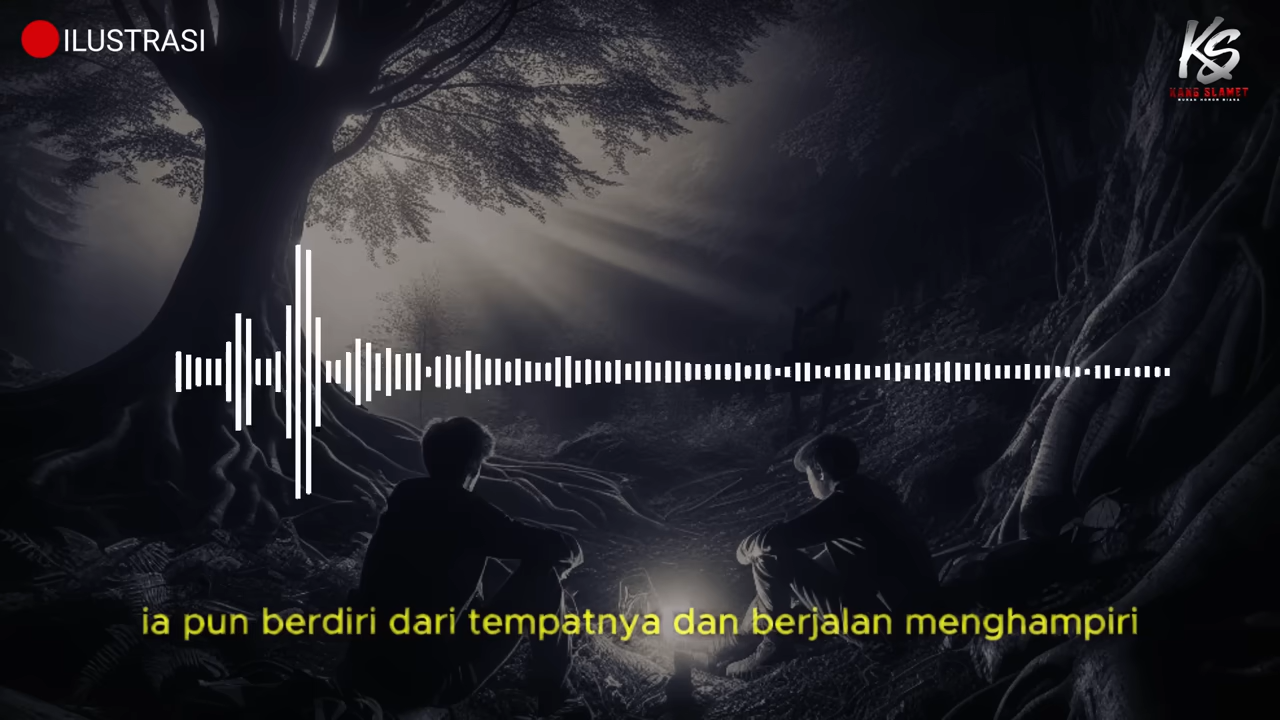 ILUSTRASI
KS
KANG SLAMET
ia pun berdiri dari tempatnya dan berjalan menghampiri